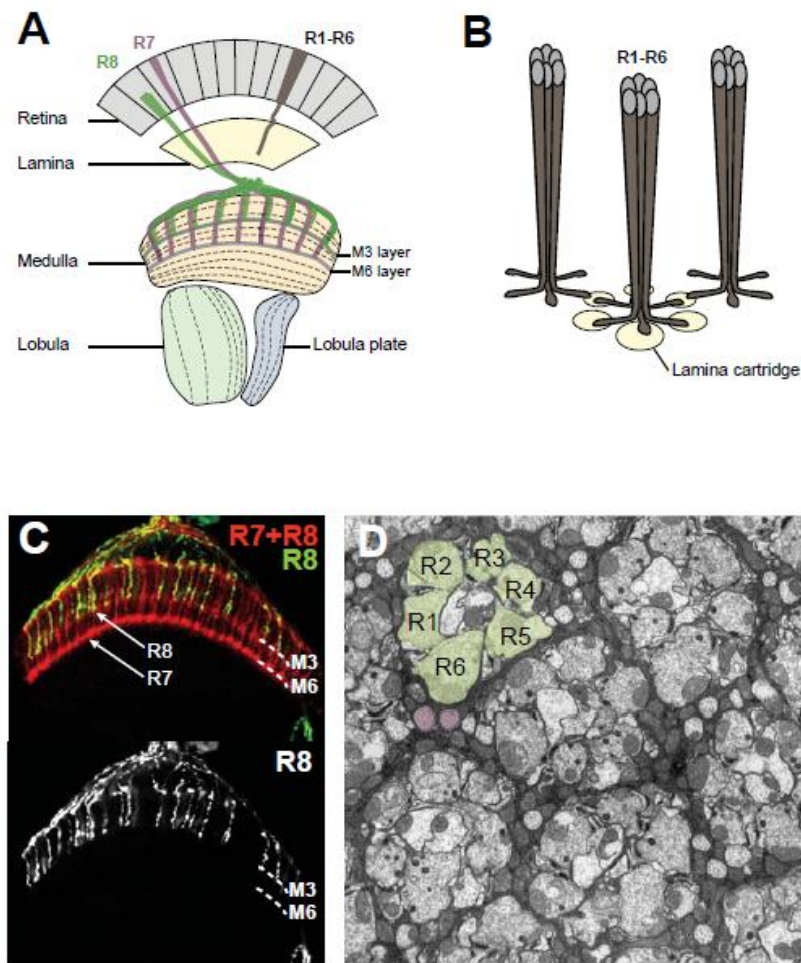 A
R7
R1-R6
R8
Retina
Lamina
Medulla
M3 layer
M6 layer
Lobula
Lobula plate
B
R1-R6
Lamina cartridge
C
R7+R8
R8
R8
R7
M3
M6
R8
M3
M6
D
R2
R3
R4
R1
R5
R6